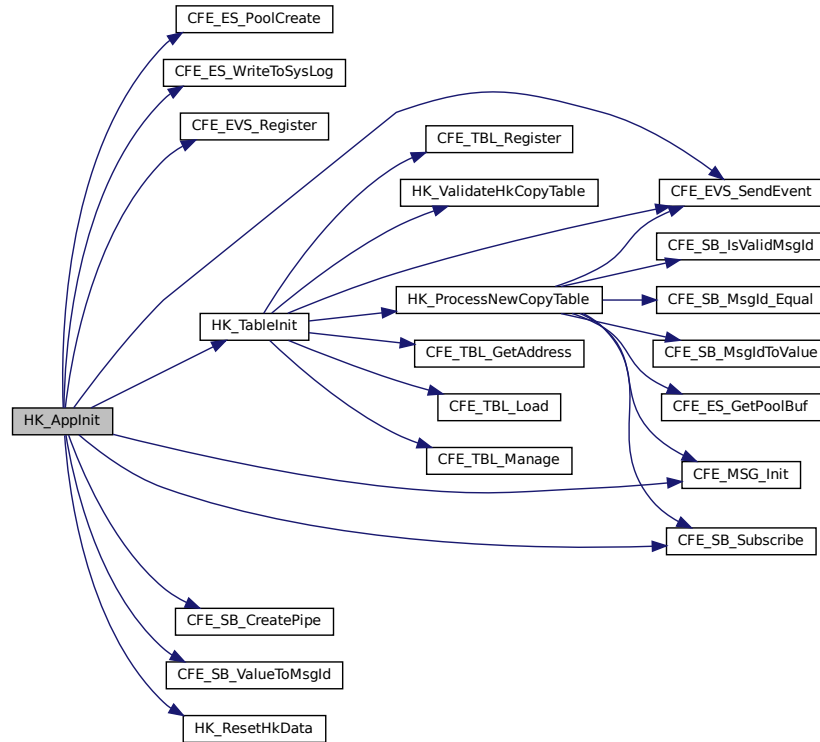 CFE_ES_PoolCreate
CFE_ES_WriteToSysLog
CFE_EVS_Register
CFE_TBL_Register
HK_ValidateHkCopyTable
CFE_EVS_SendEvent
CFE_SB_IsValidMsgId
HK_ProcessNewCopyTable
CFE_SB_MsgId_Equal
HK_TableInit
CFE_TBL_GetAddress
CFE_SB_MsgIdToValue
CFE_TBL_Load
CFE_ES_GetPoolBuf
HK_AppInit
CFE_TBL_Manage
CFE_MSG_Init
CFE_SB_Subscribe
CFE_SB_CreatePipe
CFE_SB_ValueToMsgId
HK_ResetHkData